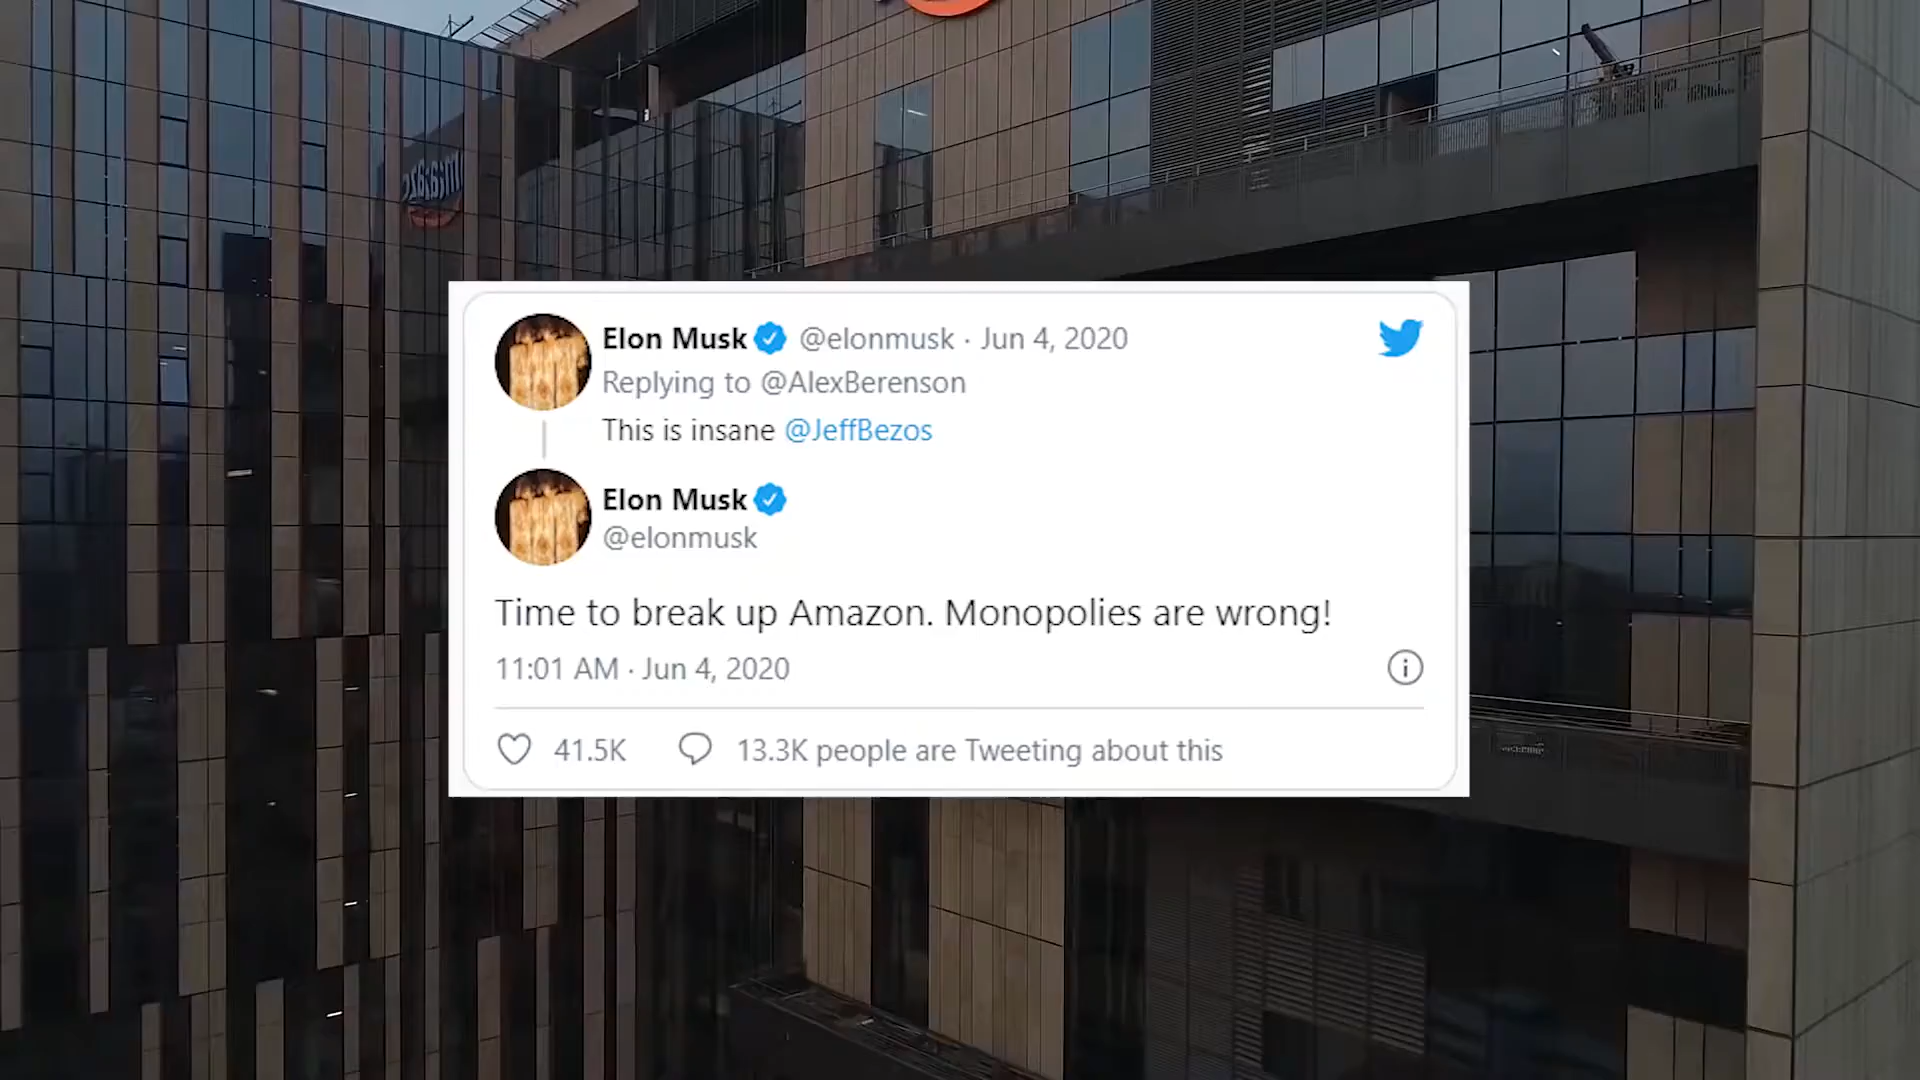 Elon Musk @elonmusk · Jun 4, 2020
Replying to @AlexBerenson
This is insane @JeffBezos
Elon Musk
@elonmusk
Time to break up Amazon. Monopolies are wrong!
11:01 AM · Jun 4, 2020
41.5K 13.3K people are Tweeting about this